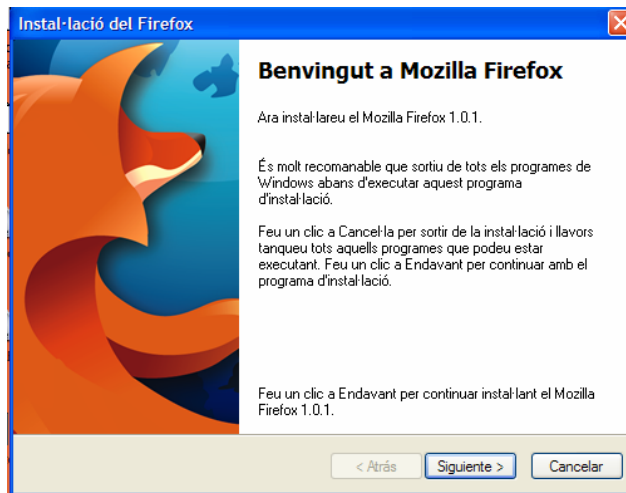 Instal·lació del Firefox
Benvingut a Mozilla Firefox
Ara instal·lareu el Mozilla Firefox 1.0.1.
És molt recomanable que sortiu de tots els programes de
Windows abans d'executar aquest programa
d'instal·lació.
Feu un clic a Cancel·la per sortir de la instal·lació i llavors
tanqueu tots aquells programes que podeu estar
executant. Feu un clic a Endavant per continuar amb el
programa d'instal·lació.
Feu un clic a Endavant per continuar instal·lant el Mozilla
Firefox 1.0.1.
< Atrás Siguiente > Cancelar